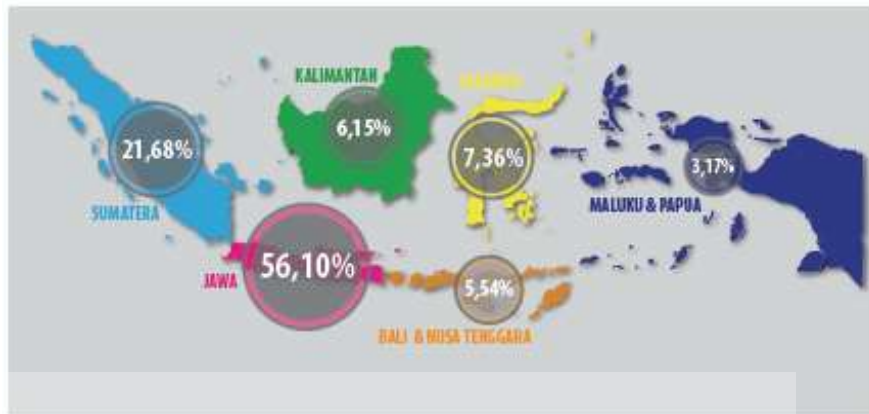 KALIMANTAN
6,15%
21,68%
SUMATERA
7,36%
3,17%
MALUKU & PAPUA
JAWA
56,10%
5,54%
BALI & NUSA TENGGARA